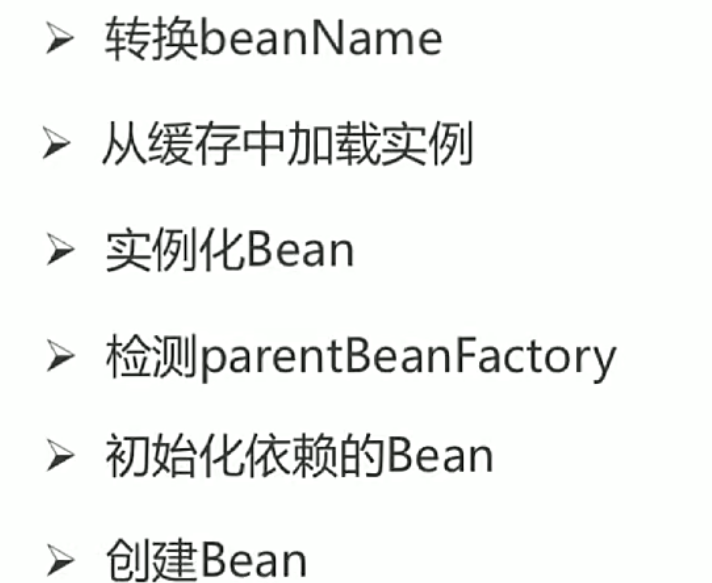 转换beanName
从缓存中加载实例
实例化Bean
检测parentBeanFactory
初始化依赖的Bean
创建Bean